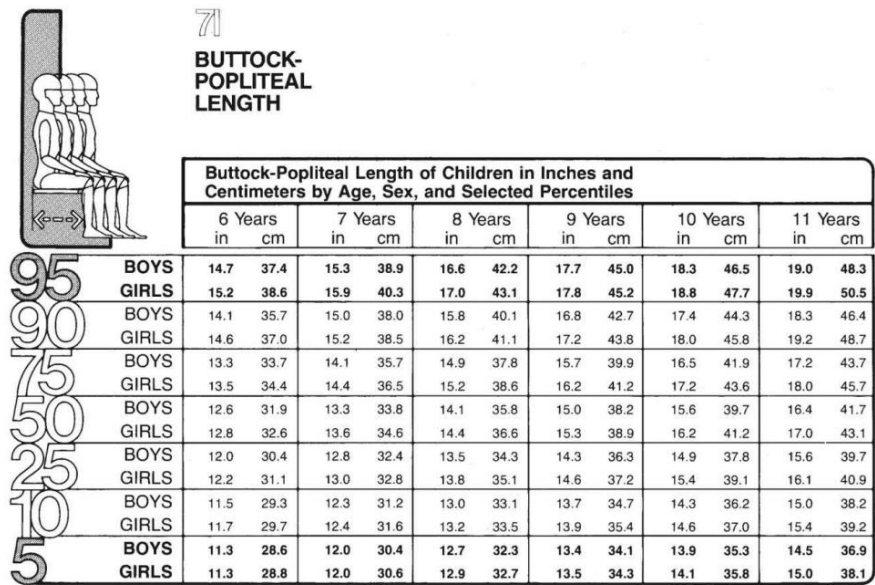 71
BUTTOCK-
POPLITEAL
LENGTH
Buttock-Popliteal Length of Children in Inches and
Centimeters by Age, Sex, and Selected Percentiles
6 Years 7 Years 8 Years 9 Years 10 Years 11 Years
in cm in cm in cm in cm in cm in cm
95 BOYS 14.7 37.4 15.3 38.9 16.6 42.2 17.7 45.0 18.3 46.5 19.0 48.3
GIRLS 15.2 38.6 15.9 40.3 17.0 43.1 17.8 45.2 18.8 47.7 19.9 50.5
90 BOYS 14.1 35.7 15.0 38.0 15.8 40.1 16.8 42.7 17.4 44.3 18.3 46.4
GIRLS 14.6 37.0 15.2 38.5 16.2 41.1 17.2 43.8 18.0 45.8 19.2 48.7
75 BOYS 13.3 33.7 14.1 35.7 14.9 37.8 15.7 39.9 16.5 41.9 17.2 43.7
GIRLS 13.5 34.4 14.4 36.5 15.2 38.6 16.2 41.2 17.2 43.6 18.0 45.7
50 BOYS 12.6 31.9 13.3 33.8 14.1 35.8 15.0 38.2 15.6 39.7 16.4 41.7
GIRLS 12.8 32.6 13.6 34.6 14.4 36.6 15.3 38.9 16.2 41.2 17.0 43.1
25 BOYS 12.0 30.4 12.8 32.4 13.5 34.3 14.3 36.3 14.9 37.8 15.6 39.7
GIRLS 12.2 31.1 13.0 32.8 13.8 35.1 14.6 37.2 15.4 39.1 16.1 40.9
10 BOYS 11.5 29.3 12.3 31.2 13.0 33.1 13.7 34.7 14.3 36.2 15.0 38.2
GIRLS 11.7 29.7 12.4 31.6 13.2 33.5 13.9 35.4 14.6 37.0 15.4 39.2
5 BOYS 11.3 28.6 12.0 30.4 12.7 32.3 13.4 34.1 13.9 35.3 14.5 36.9
GIRLS 11.3 28.8 12.0 30.6 12.9 32.7 13.5 34.3 14.1 35.8 15.0 38.1